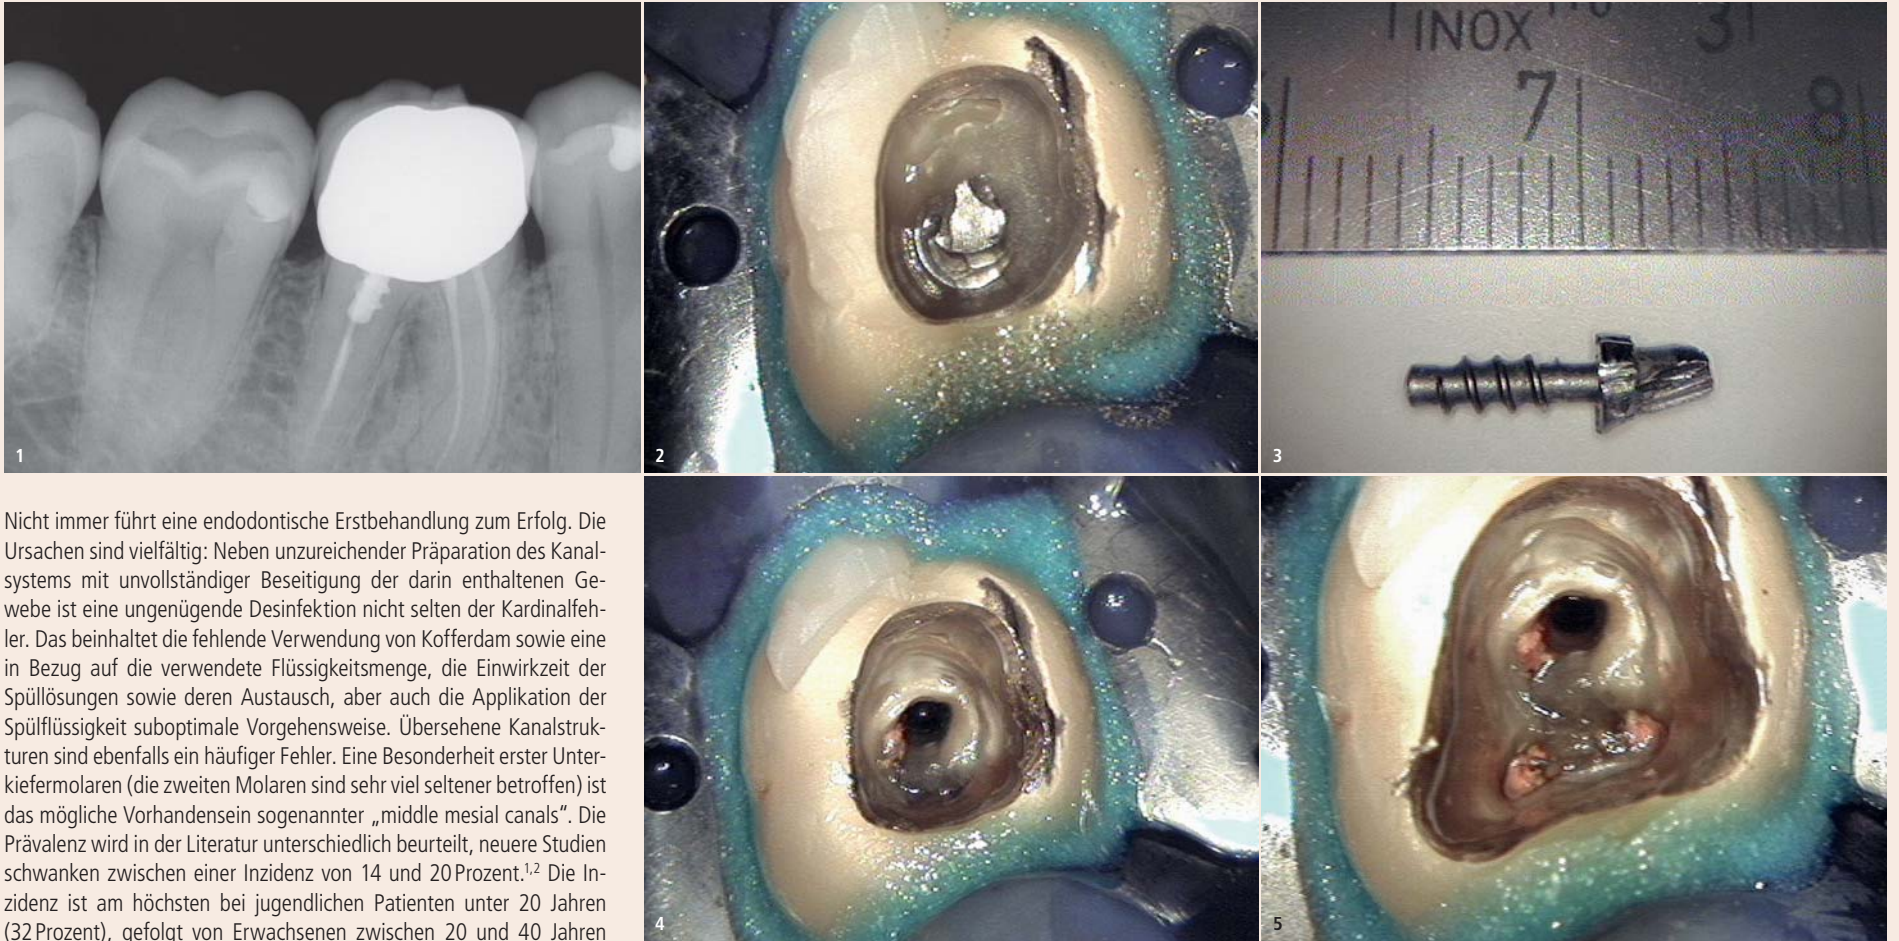 1
2
INOX
3
7
8
3
Nicht immer führt eine endodontische Erstbehandlung zum Erfolg. Die
Ursachen sind vielfältig: Neben unzureichender Präparation des Kanal-
systems mit unvollständiger Beseitigung der darin enthaltenen Ge-
webe ist eine ungenügende Desinfektion nicht selten der Kardinalfeh-
ler. Das beinhaltet die fehlende Verwendung von Kofferdam sowie eine
in Bezug auf die verwendete Flüssigkeitsmenge, die Einwirkzeit der
Spüllösungen sowie deren Austausch, aber auch die Applikation der
Spülflüssigkeit suboptimale Vorgehensweise. Übersehene Kanalstruk-
turen sind ebenfalls ein häufiger Fehler. Eine Besonderheit erster Unter-
kiefermolaren (die zweiten Molaren sind sehr viel seltener betroffen) ist
das mögliche Vorhandensein sogenannter „middle mesial canals“. Die
Prävalenz wird in der Literatur unterschiedlich beurteilt, neuere Studien
schwanken zwischen einer Inzidenz von 14 und 20 Prozent.1,2 Die In-
zidenz ist am höchsten bei jugendlichen Patienten unter 20 Jahren
(32 Prozent), gefolgt von Erwachsenen zwischen 20 und 40 Jahren
4
5